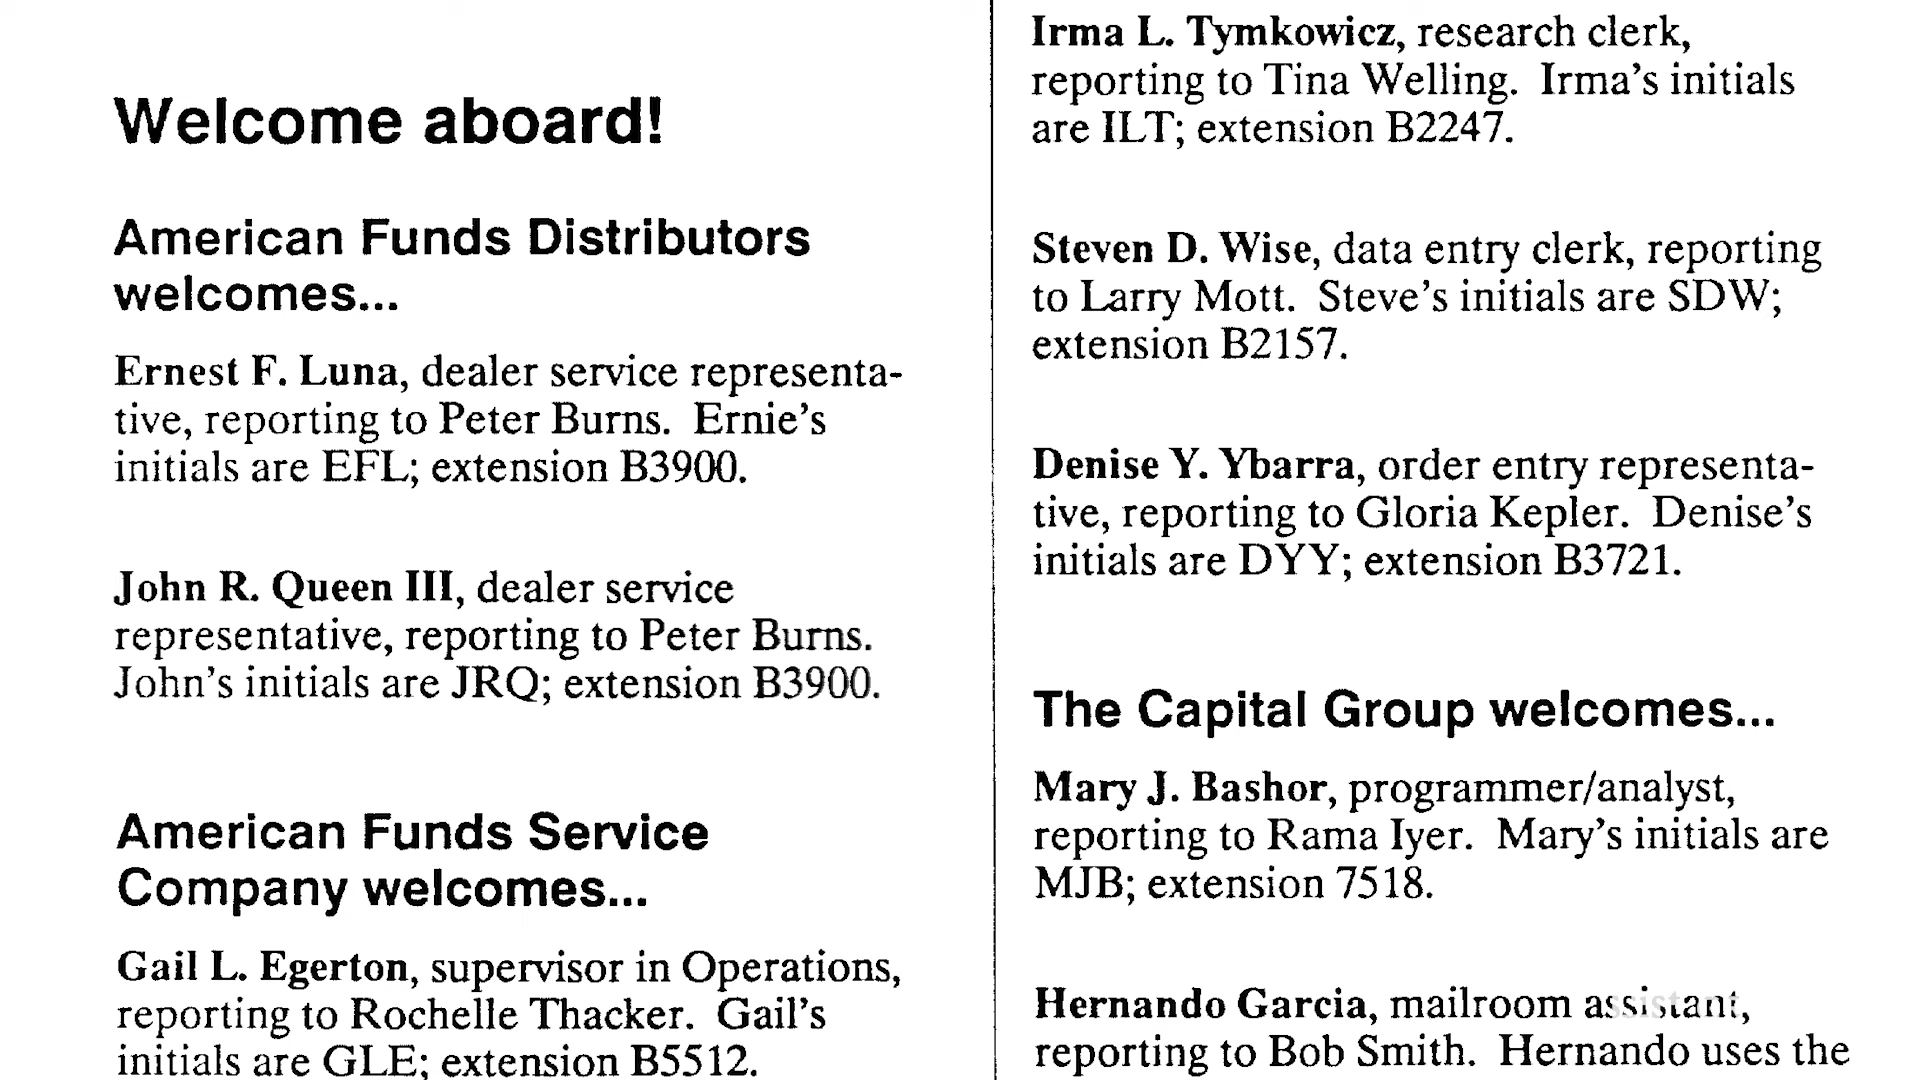 Welcome aboard!
American Funds Distributors
welcomes...
Ernest F. Luna, dealer service representa-
tive, reporting to Peter Burns. Ernie's
initials are EFL; extension B3900.
John R. Queen III, dealer service
representative, reporting to Peter Burns.
John's initials are JRQ; extension B3900.
American Funds Service
Company welcomes...
Gail L. Egerton, supervisor in Operations,
reporting to Rochelle Thacker. Gail's
initials are GLE; extension B5512.
Irma L. Tymkowicz, research clerk,
reporting to Tina Welling. Irma's initials
are ILT; extension B2247.
Steven D. Wise, data entry clerk, reporting
to Larry Mott. Steve's initials are SDW;
extension B2157.
Denise Y. Ybarra, order entry representa-
tive, reporting to Gloria Kepler. Denise's
initials are DYY; extension B3721.
The Capital Group welcomes...
Mary J. Bashor, programmer/analyst,
reporting to Rama Iyer. Mary's initials are
MJB; extension 7518.
Hernando Garcia, mailroom assistant,
reporting to Bob Smith. Hernando uses the